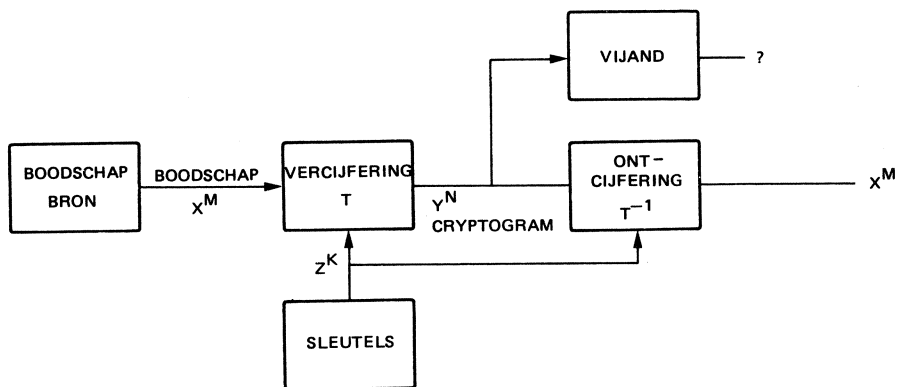 VIJAND
?
BOODSCHAP
BRON
BOODSCHAP
X^M
VERCIJFERING
T
Y^N
CRYPTOGRAM
ONT-
CIJFERING
T^-1
X^M
Z^K
SLEUTELS